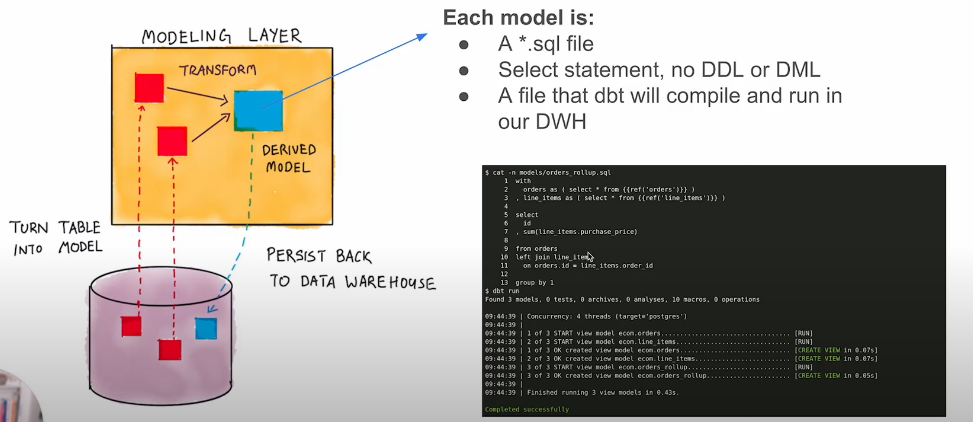 Each model is:
● A *.sql file
● Select statement, no DDL or DML
● A file that dbt will compile and run in
our DWH
MODELING LAYER
TRANSFORM
DERIVED
MODEL
TURN TABLE
INTO MODEL
PERSIST BACK
TO DATA WAREHOUSE
$ cat -n models/orders_rollup.sql
1 with
2 orders as ( select * from {{ref('orders')}} )
3 , line_items as ( select * from {{ref('line_items')}} )
4
5 select
6 id
7 , sum(line_items.purchase_price)
8
9 from orders
10 left join line_items
11 on orders.id = line_items.order_id
12
13 group by 1
$ dbt run
Found 3 models, 0 tests, 0 archives, 0 analyses, 10 macros, 0 operations
09:44:39 | Concurrency: 4 threads (target='postgres')
09:44:39 |
09:44:39 | 1 of 3 START view model ecom.orders................................ [RUN]
09:44:39 | 2 of 3 START view model ecom.line_items............................ [RUN]
09:44:39 | 1 of 3 OK created view model ecom.orders........................... [CREATE VIEW in 0.07s]
09:44:39 | 2 of 3 OK created view model ecom.line_items....................... [CREATE VIEW in 0.07s]
09:44:39 | 3 of 3 START view model ecom.orders_rollup......................... [RUN]
09:44:39 | 3 of 3 OK created view model ecom.orders_rollup.................... [CREATE VIEW in 0.05s]
09:44:39 |
09:44:39 | Finished running 3 view models in 0.43s.
Completed successfully